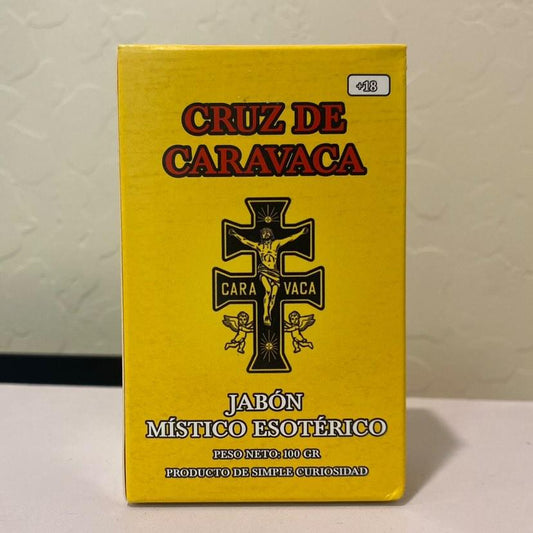 +18
CRUZ DE
CARAVACA
CARA VACA
JABÓN
MÍSTICO ESOTÉRICO
PESO NETO: 100 GR
PRODUCTO DE SIMPLE CURIOSIDAD